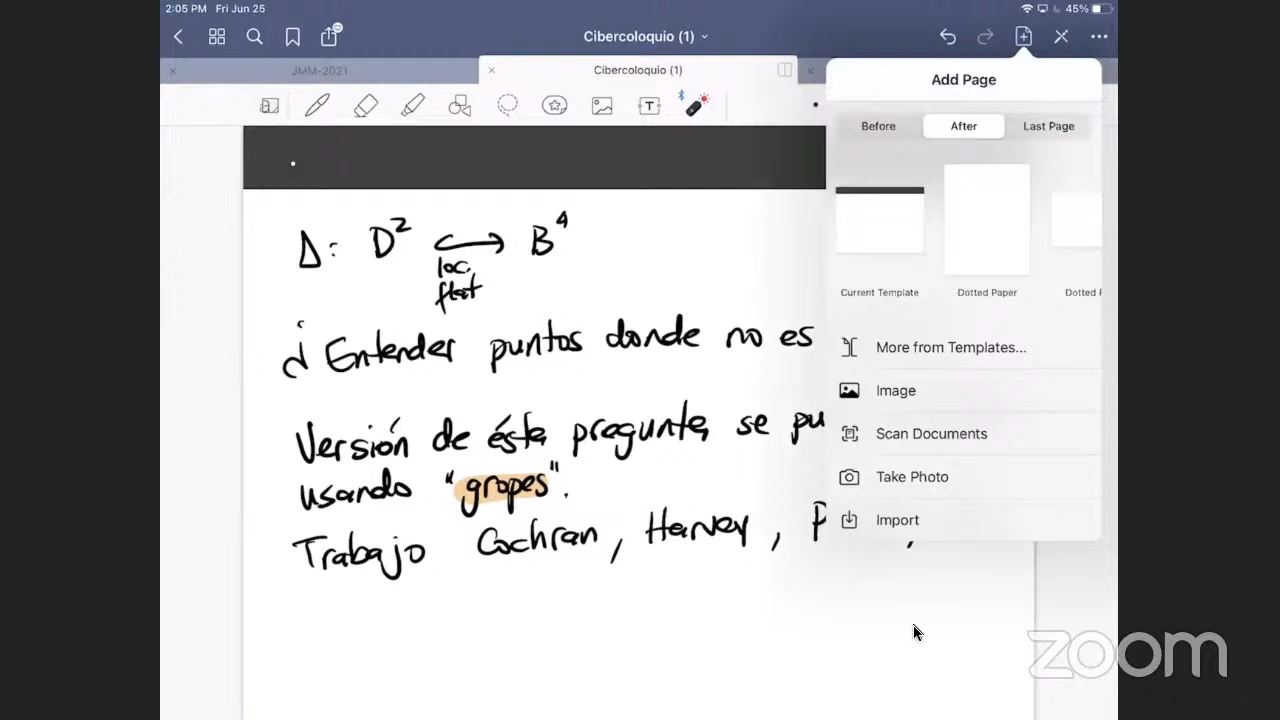 2:05 PM Fri Jun 25
45%
Cibercoloquio (1)
JMM-2021
Cibercoloquio (1)
Add Page
Before After Last Page
Current Template
Dotted Paper
Dotted P
More from Templates...
Image
Scan Documents
Take Photo
Import
Δ: D² ↪ B⁴
loc.
flat
¿ Entender puntos donde no es
Versión de ésta pregunta se pu
usando "gropes".
Trabajo Cochran, Harvey, P ,
zoom